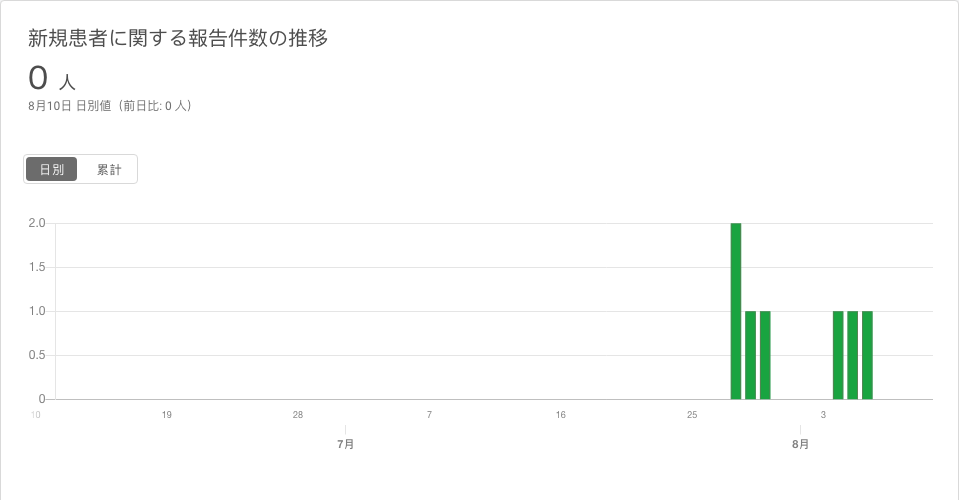 新規患者に関する報告件数の推移
0 人
8月10日 日別値（前日比: 0 人）
日別 累計
2.0
1.5
1.0
0.5
0
10 19 28 7 16 25 3
7月 8月